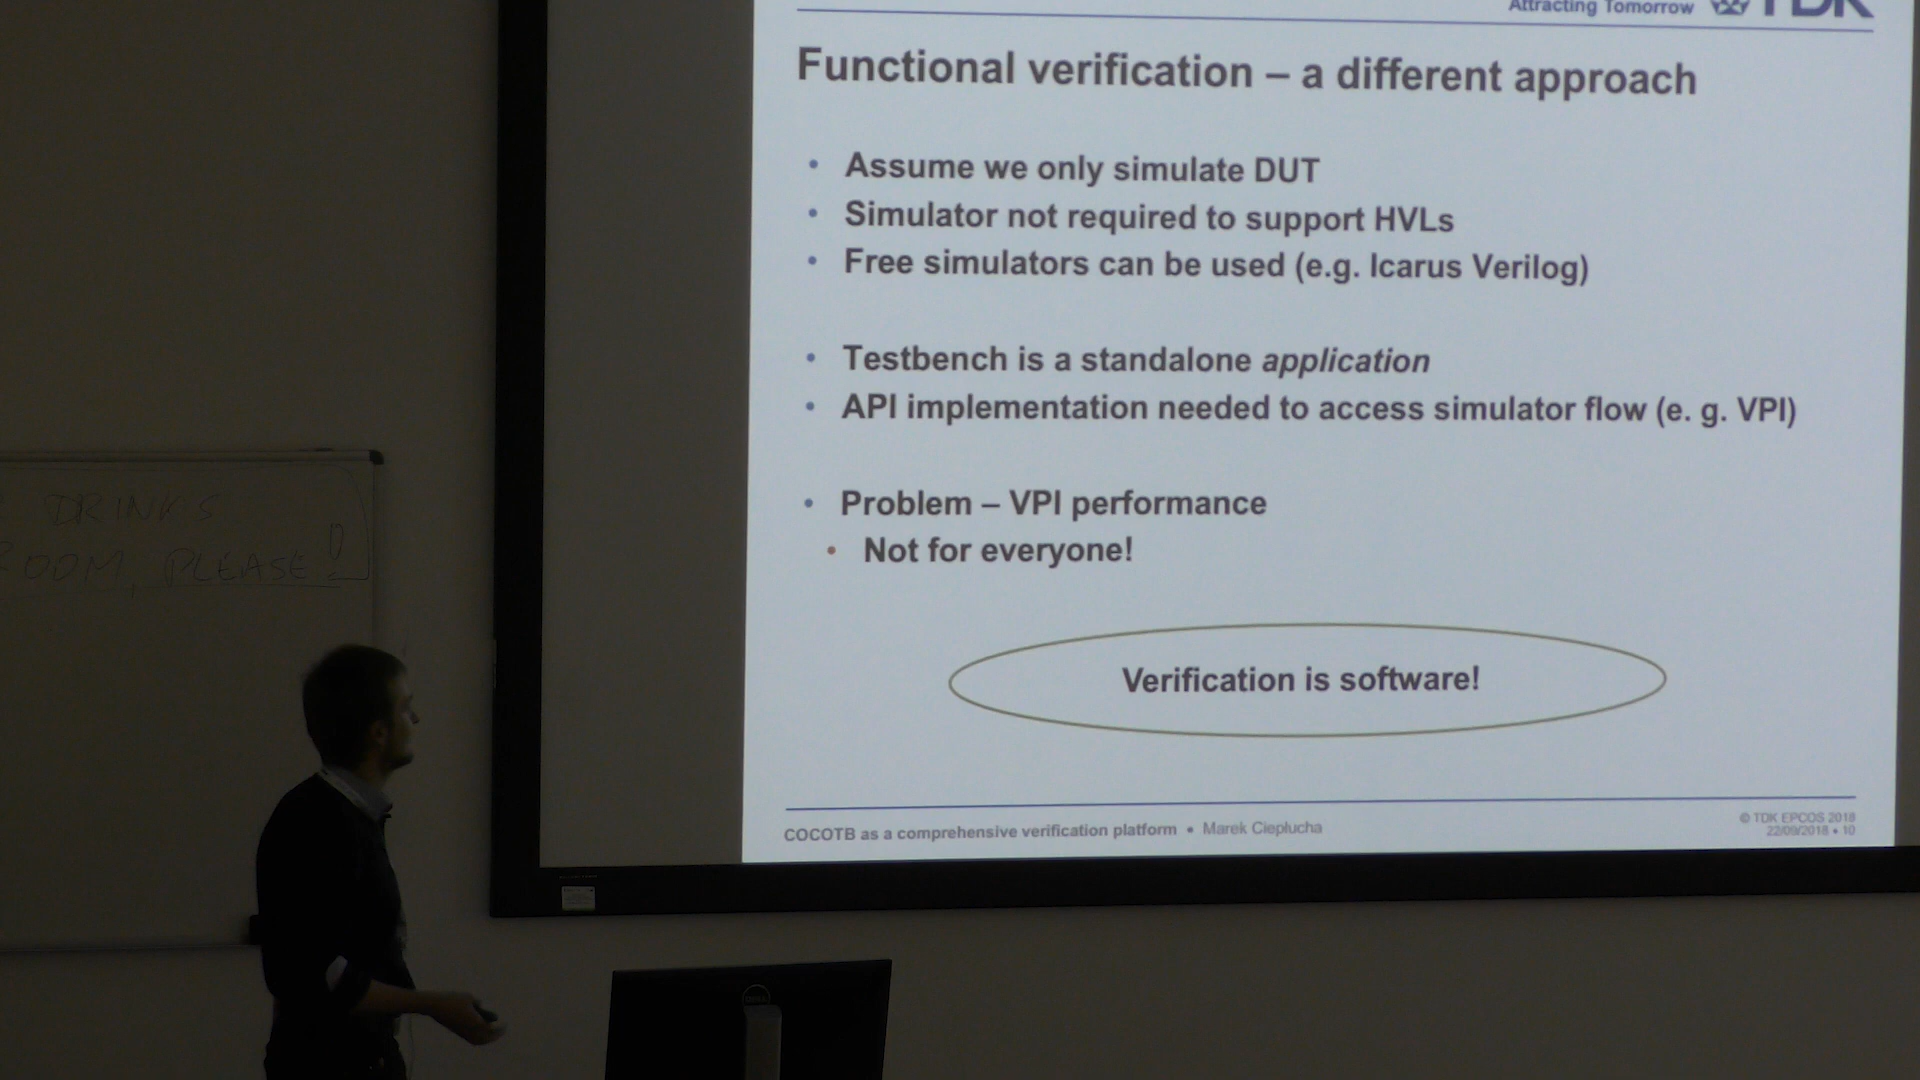 Attracting Tomorrow TDK
Functional verification – a different approach
• Assume we only simulate DUT
• Simulator not required to support HVLs
• Free simulators can be used (e.g. Icarus Verilog)
• Testbench is a standalone application
• API implementation needed to access simulator flow (e. g. VPI)
• Problem – VPI performance
• Not for everyone!
Verification is software!
COCOTB as a comprehensive verification platform • Marek Cieplucha
© TDK EPCOS 2018
22/09/2018 • 10
DRINKS
OOM, PLEASE!
DELL